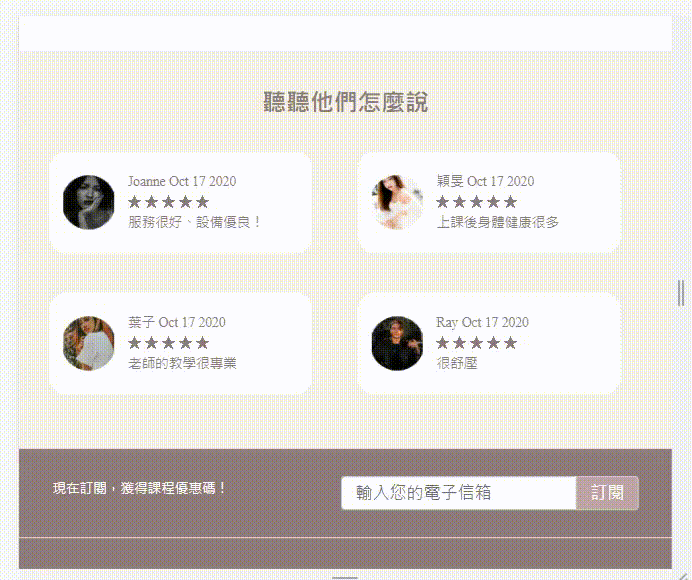 聽聽他們怎麼說
Joanne Oct 17 2020
★★★★★
服務很好、設備優良！
穎旻 Oct 17 2020
★★★★★
上課後身體健康很多
葉子 Oct 17 2020
★★★★★
老師的教學很專業
Ray Oct 17 2020
★★★★★
很舒壓
現在訂閱，獲得課程優惠碼！
輸入您的電子信箱
訂閱